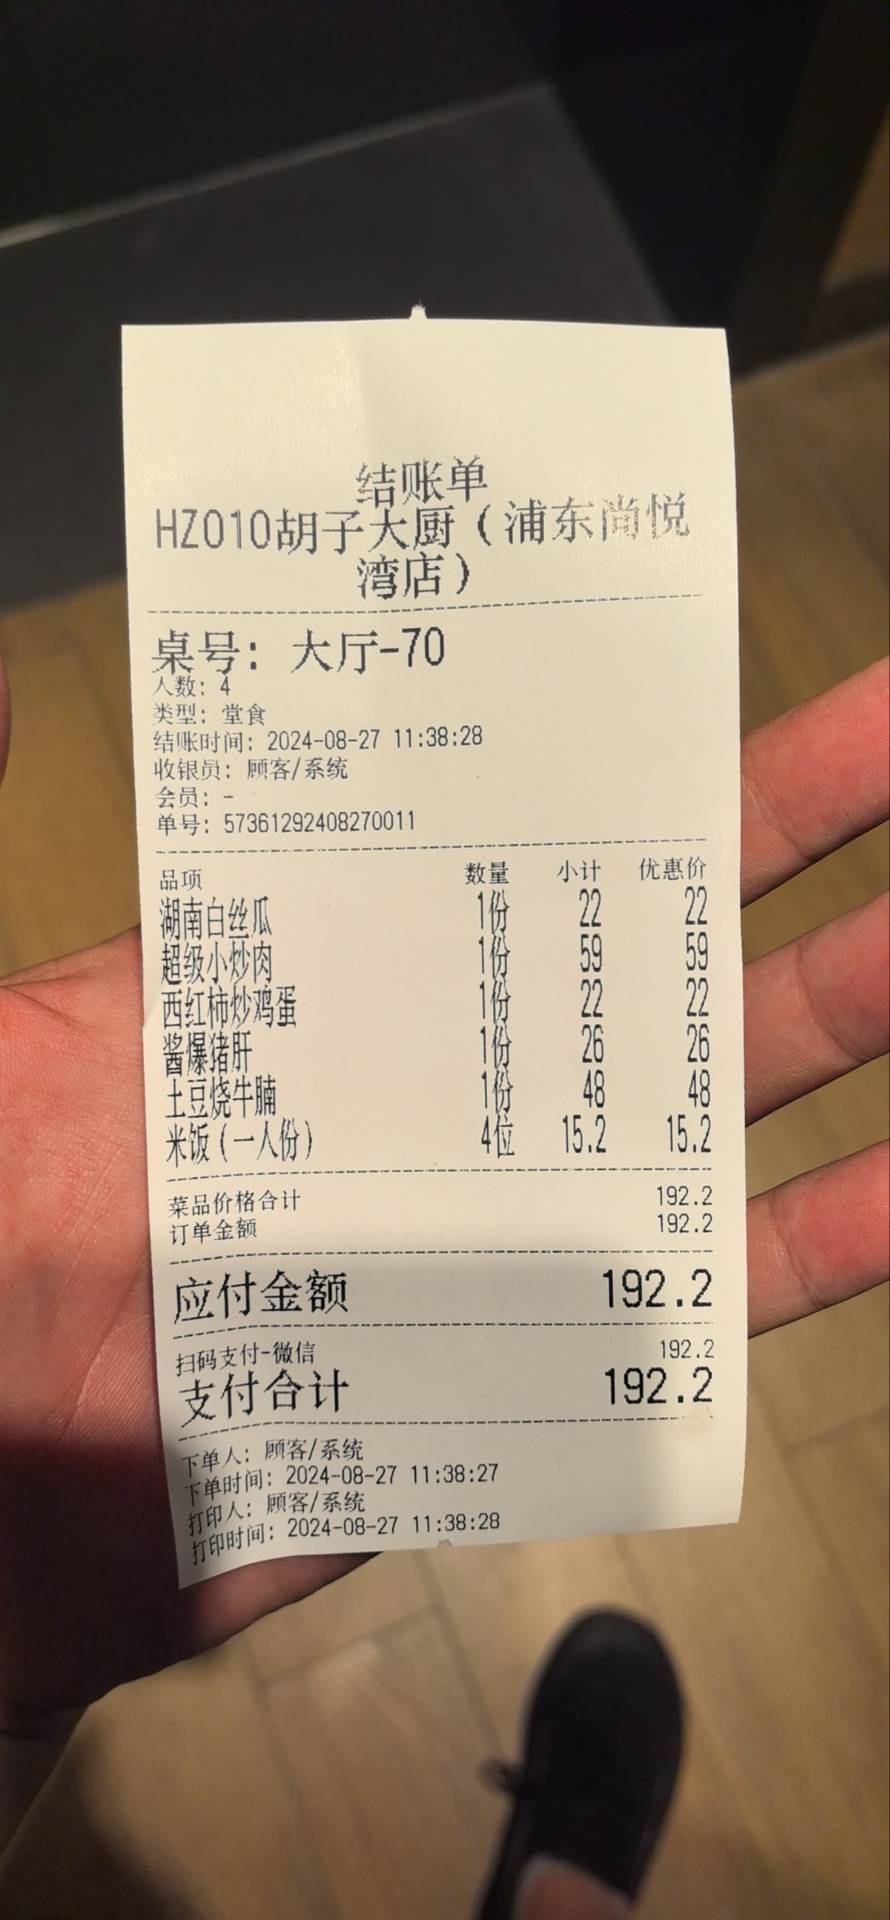 结账单
HZ010胡子大厨（浦东尚悦
湾店）
桌号：大厅-70
人数：4
类型：堂食
结账时间：2024-08-27 11:38:28
收银员：顾客/系统
会员：-
单号：57361292408270011
品项 数量 小计 优惠价
湖南白丝瓜 1份 22 22
超级小炒肉 1份 59 59
西红柿炒鸡蛋 1份 22 22
酱爆猪肝 1份 26 26
土豆烧牛腩 1份 48 48
米饭（一人份） 4位 15.2 15.2
菜品价格合计 192.2
订单金额 192.2
应付金额 192.2
扫码支付-微信 192.2
支付合计 192.2
下单人：顾客/系统
下单时间：2024-08-27 11:38:27
打印人：顾客/系统
打印时间：2024-08-27 11:38:28